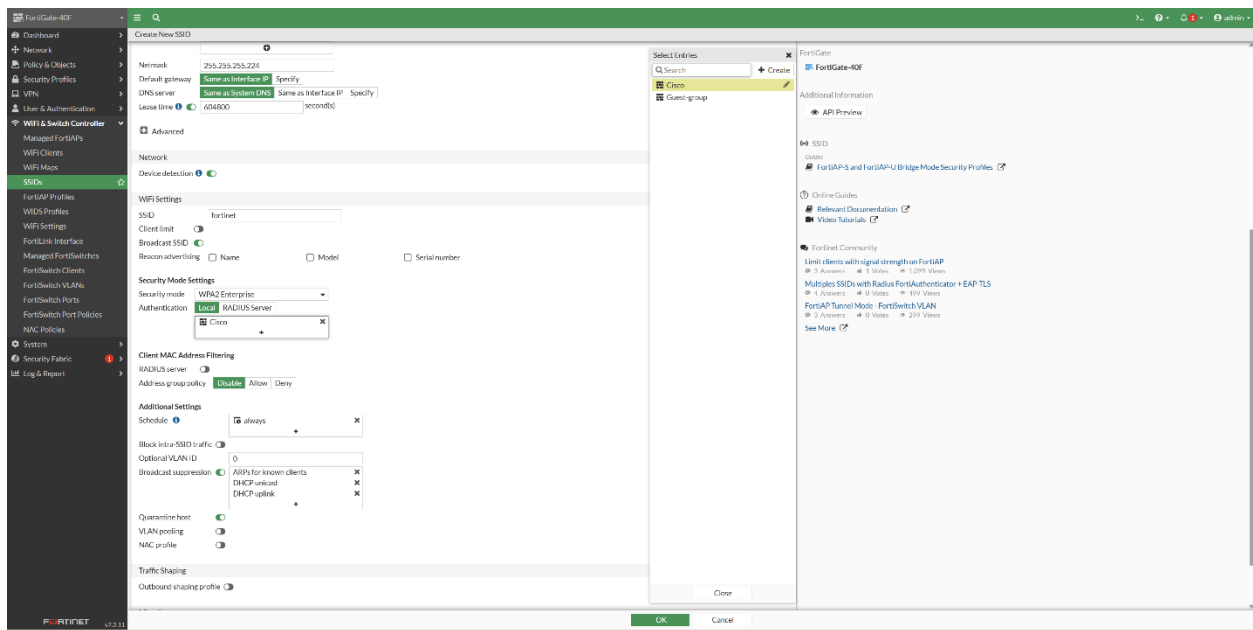 FortiGate-40F
admin
Dashboard
Network
Policy & Objects
Security Profiles
VPN
User & Authentication
WiFi & Switch Controller
Managed FortiAPs
WiFi Clients
WiFi Maps
SSIDs
FortiAP Profiles
WIDS Profiles
WiFi Settings
FortiLink Interface
Managed FortiSwitches
FortiSwitch Clients
FortiSwitch VLANs
FortiSwitch Ports
FortiSwitch Port Policies
NAC Policies
System
Security Fabric 1
Log & Report
FORTINET v7.2.11
Create New SSID
Netmask 255.255.255.224
Default gateway Same as Interface IP Specify
DNS server Same as System DNS Same as Interface IP Specify
Lease time 604800 second(s)
Advanced
Network
Device detection
WiFi Settings
SSID fortinet
Client limit
Broadcast SSID
Beacon advertising Name Model Serial number
Security Mode Settings
Security mode WPA2 Enterprise
Authentication Local RADIUS Server
Cisco
Client MAC Address Filtering
RADIUS server
Address group policy Disable Allow Deny
Additional Settings
Schedule always
Block intra-SSID traffic
Optional VLAN ID 0
Broadcast suppression ARPs for known clients
DHCP unicast
DHCP uplink
Quarantine host
VLAN pooling
NAC profile
Traffic Shaping
Outbound shaping profile
OK Cancel
Select Entries
Search + Create
Cisco
Guest-group
Close
FortiGate
FortiGate-40F
Additional Information
API Preview
SSID
Guides
FortiAP-S and FortiAP-U Bridge Mode Security Profiles
Online Guides
Relevant Documentation
Video Tutorials
Fortinet Community
Limit clients with signal strength on FortiAP
3 Answers 1 Votes 1,099 Views
Multiples SSIDs with Radius FortiAuthenticator + EAP-TLS
4 Answers 0 Votes 499 Views
FortiAP Tunnel Mode - FortiSwitch VLAN
3 Answers 0 Votes 299 Views
See More